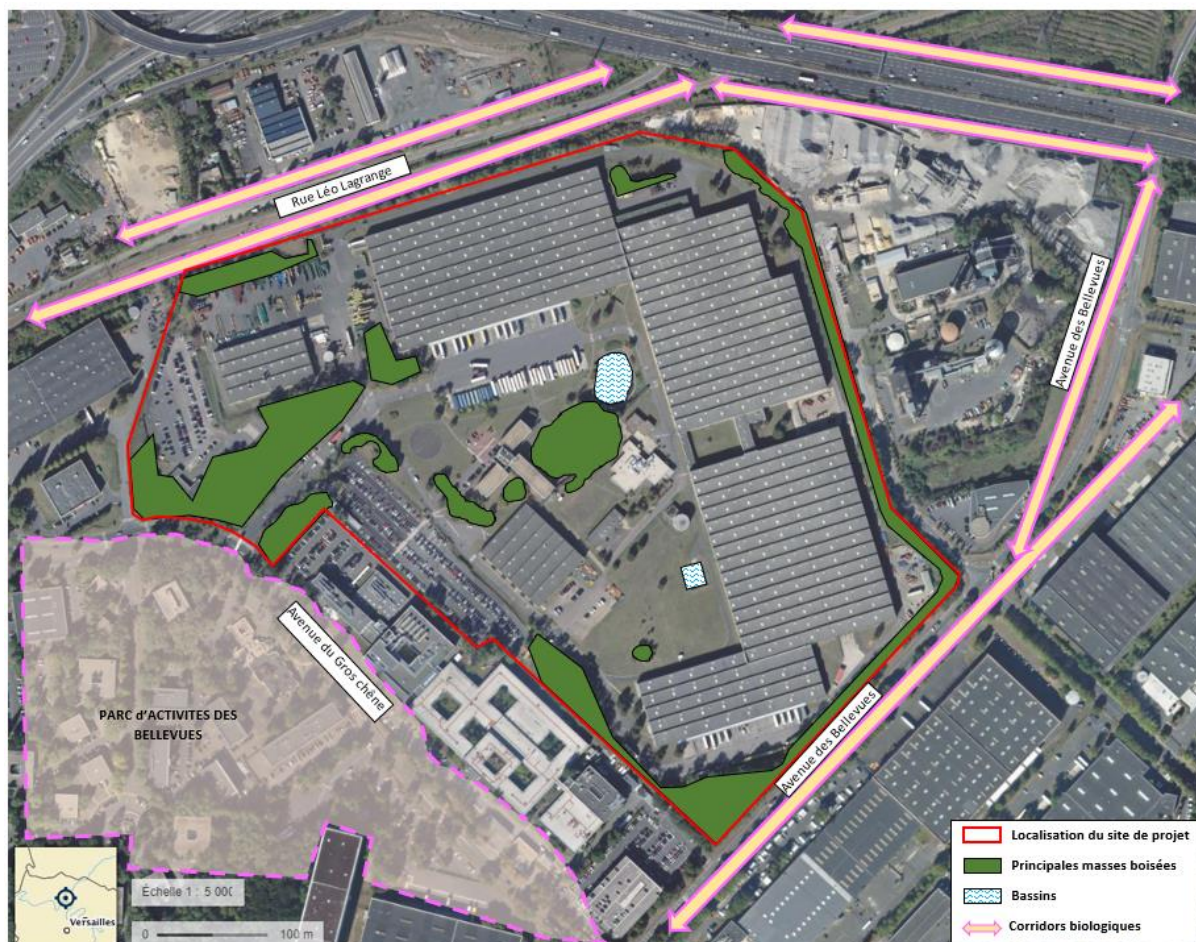 Rue Léo Lagrange
Avenue des Bellevues
Avenue du Gros chêne
PARC d'ACTIVITES DES
BELLEVUES
Avenue des Bellevues
Localisation du site de projet
Principales masses boisées
Bassins
Corridors biologiques
Versailles
Échelle 1 : 5 000
0 100 m